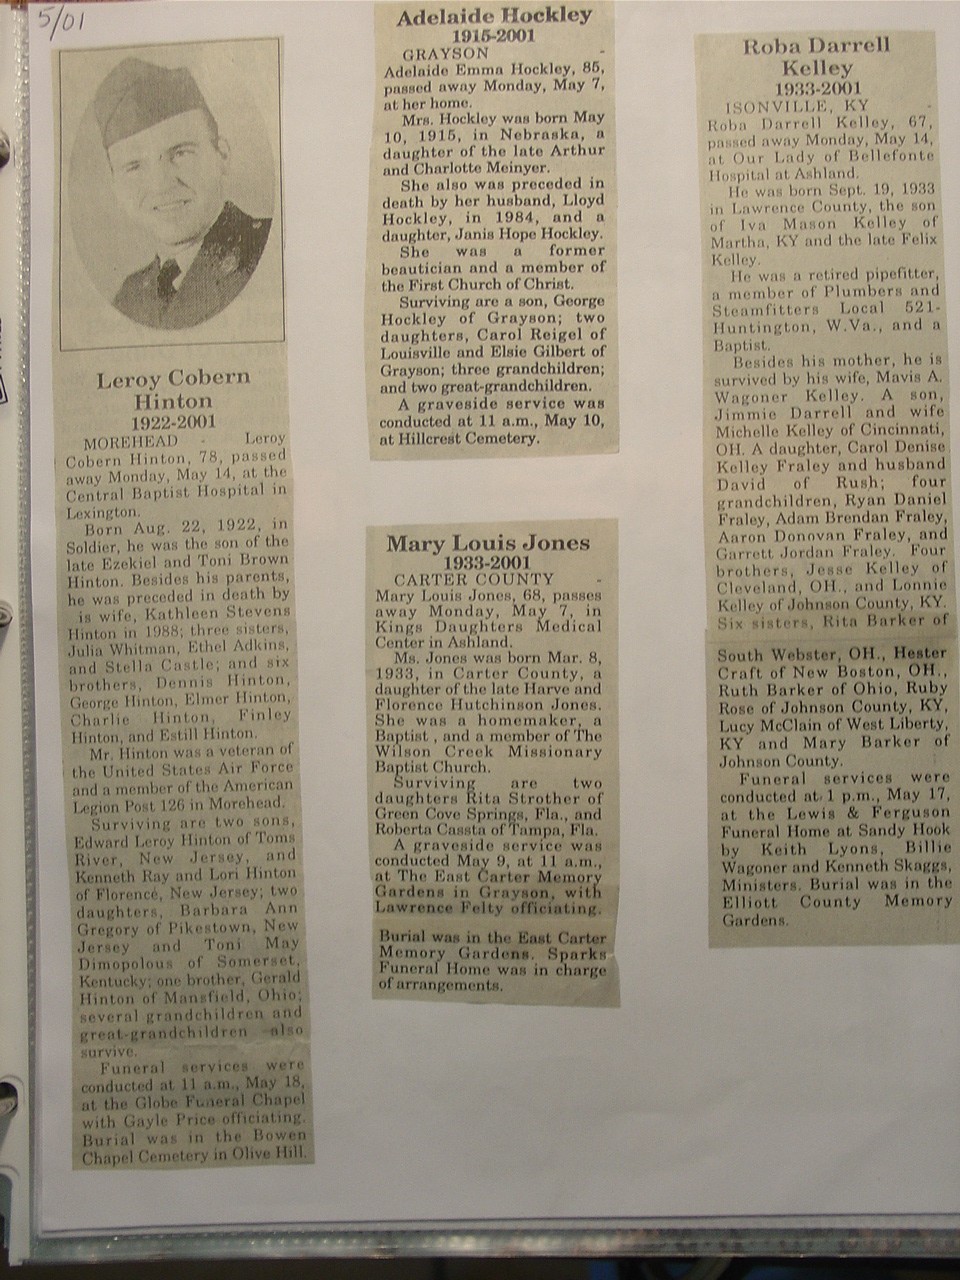 5/01
Leroy Cobern
Hinton
1922-2001
MOREHEAD - Leroy
Cobern Hinton, 78, passed
away Monday, May 14, at the
Central Baptist Hospital in
Lexington.
Born Aug. 22, 1922, in
Soldier, he was the son of the
late Ezekiel and Toni Brown
Hinton. Besides his parents,
he was preceded in death by
is wife, Kathleen Stevens
Hinton in 1988; three sisters,
Julia Whitman, Ethel Adkins,
and Stella Castle; and six
brothers, Dennis Hinton,
George Hinton, Elmer Hinton,
Charlie Hinton, Finley
Hinton, and Estill Hinton.
Mr. Hinton was a veteran of
the United States Air Force
and a member of the American
Legion Post 126 in Morehead.
Surviving are two sons,
Edward Leroy Hinton of Toms
River, New Jersey, and
Kenneth Ray and Lori Hinton
of Florence, New Jersey; two
daughters, Barbara Ann
Gregory of Pikestown, New
Jersey and Toni May
Dimopolous of Somerset,
Kentucky; one brother, Gerald
Hinton of Mansfield, Ohio;
several grandchildren and
great-grandchildren also
survive.
Funeral services were
conducted at 11 a.m., May 18,
at the Globe Funeral Chapel
with Gayle Price officiating.
Burial was in the Bowen
Chapel Cemetery in Olive Hill.
Adelaide Hockley
1915-2001
GRAYSON -
Adelaide Emma Hockley, 85,
passed away Monday, May 7,
at her home.
Mrs. Hockley was born May
10, 1915, in Nebraska, a
daughter of the late Arthur
and Charlotte Meinyer.
She also was preceded in
death by her husband, Lloyd
Hockley, in 1984, and a
daughter, Janis Hope Hockley.
She was a former
beautician and a member of
the First Church of Christ.
Surviving are a son, George
Hockley of Grayson; two
daughters, Carol Reigel of
Louisville and Elsie Gilbert of
Grayson; three grandchildren;
and two great-grandchildren.
A graveside service was
conducted at 11 a.m., May 10,
at Hillcrest Cemetery.
Mary Louis Jones
1933-2001
CARTER COUNTY -
Mary Louis Jones, 68, passes
away Monday, May 7, in
Kings Daughters Medical
Center in Ashland.
Ms. Jones was born Mar. 8,
1933, in Carter County, a
daughter of the late Harve and
Florence Hutchinson Jones.
She was a homemaker, a
Baptist , and a member of The
Wilson Creek Missionary
Baptist Church.
Surviving are two
daughters Rita Strother of
Green Cove Springs, Fla., and
Roberta Cassta of Tampa, Fla.
A graveside service was
conducted May 9, at 11 a.m.,
at The East Carter Memory
Gardens in Grayson, with
Lawrence Felty officiating.
Burial was in the East Carter
Memory Gardens. Sparks
Funeral Home was in charge
of arrangements.
Roba Darrell
Kelley
1933-2001
ISONVILLE, KY -
Roba Darrell Kelley, 67,
passed away Monday, May 14,
at Our Lady of Bellefonte
Hospital at Ashland.
He was born Sept. 19, 1933
in Lawrence County, the son
of Iva Mason Kelley of
Martha, KY and the late Felix
Kelley.
He was a retired pipefitter,
a member of Plumbers and
Steamfitters Local 521-
Huntington, W.Va., and a
Baptist.
Besides his mother, he is
survived by his wife, Mavis A.
Wagoner Kelley. A son,
Jimmie Darrell and wife
Michelle Kelley of Cincinnati,
OH. A daughter, Carol Denise
Kelley Fraley and husband
David of Rush; four
grandchildren, Ryan Daniel
Fraley, Adam Brendan Fraley,
Aaron Donovan Fraley, and
Garrett Jordan Fraley. Four
brothers, Jesse Kelley of
Cleveland, OH., and Lonnie
Kelley of Johnson County, KY.
Six sisters, Rita Barker of
South Webster, OH., Hester
Craft of New Boston, OH.,
Ruth Barker of Ohio, Ruby
Rose of Johnson County, KY,
Lucy McClain of West Liberty,
KY and Mary Barker of
Johnson County.
Funeral services were
conducted at 1 p.m., May 17,
at the Lewis & Ferguson
Funeral Home at Sandy Hook
by Keith Lyons, Billie
Wagoner and Kenneth Skaggs,
Ministers. Burial was in the
Elliott County Memory
Gardens.